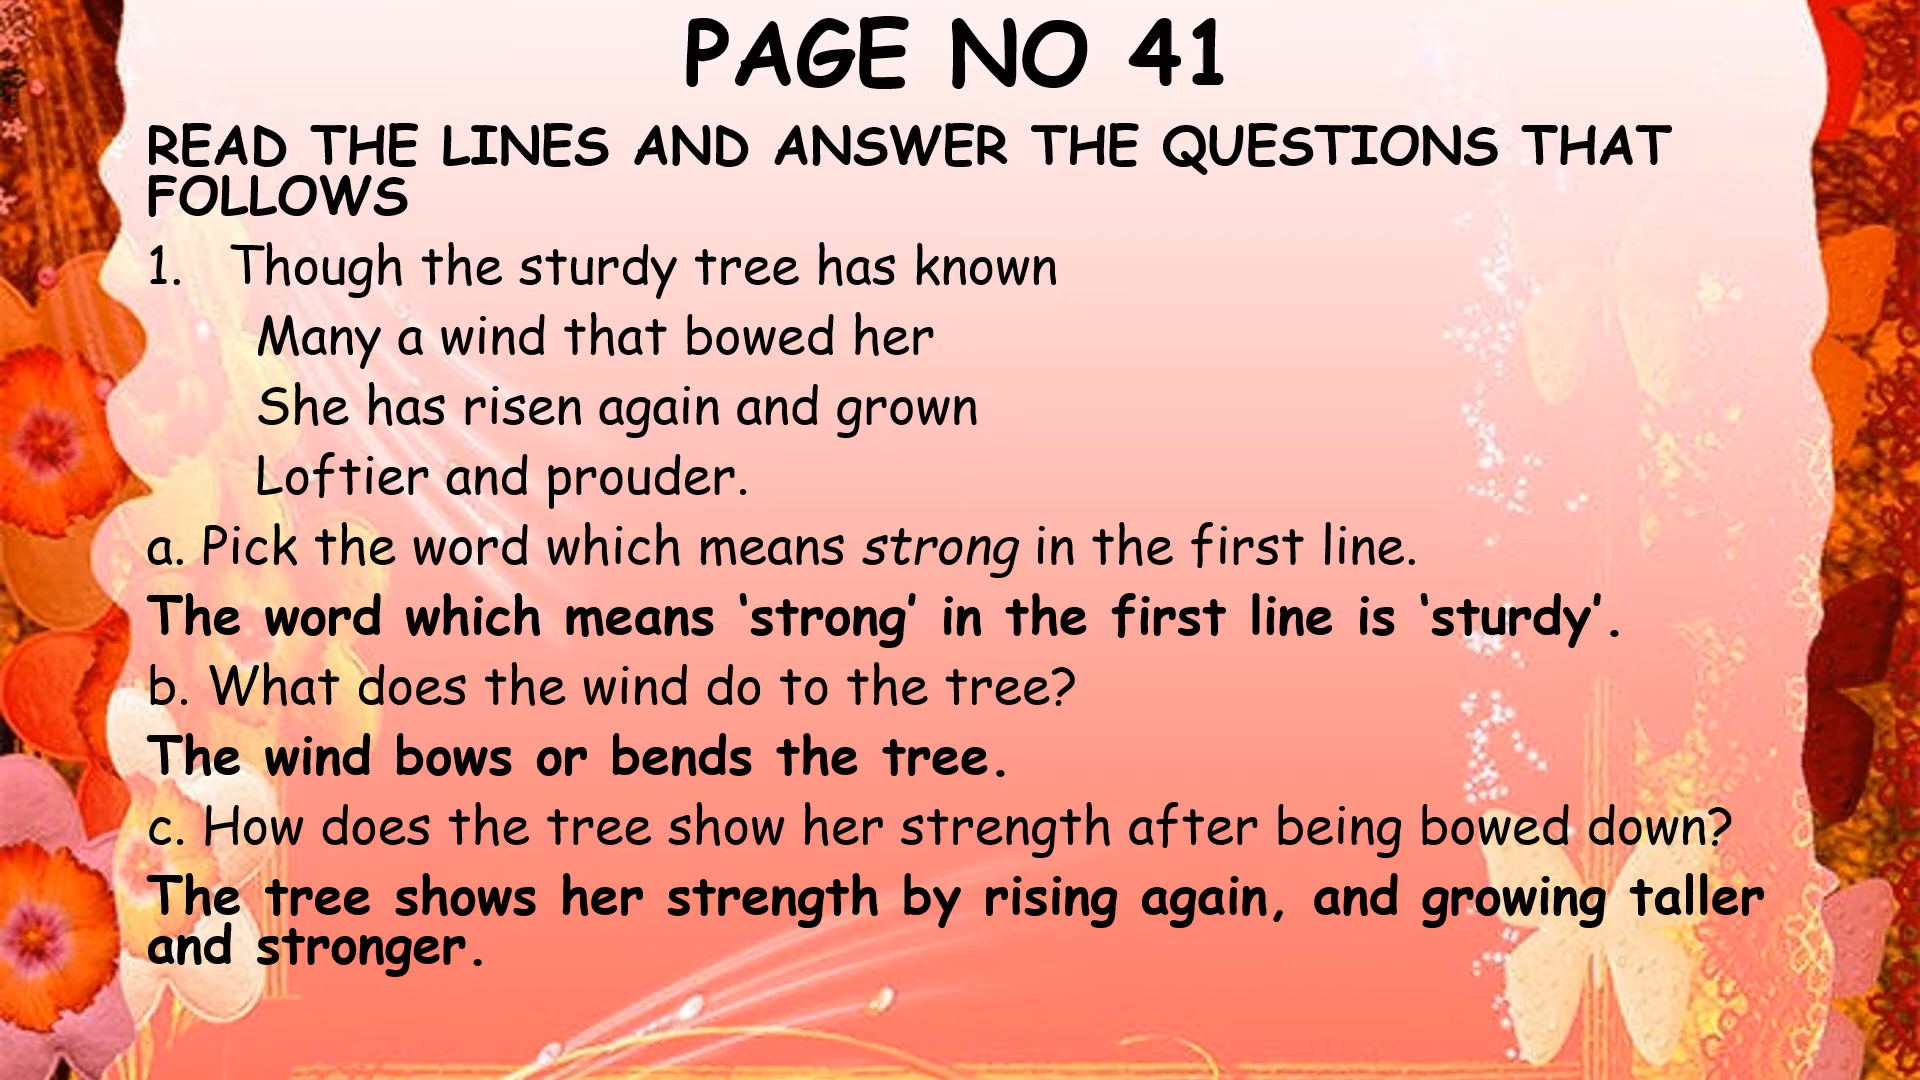 PAGE NO 41
READ THE LINES AND ANSWER THE QUESTIONS THAT
FOLLOWS
1. Though the sturdy tree has known
Many a wind that bowed her
She has risen again and grown
Loftier and prouder.
a. Pick the word which means strong in the first line.
The word which means ‘strong’ in the first line is ‘sturdy’.
b. What does the wind do to the tree?
The wind bows or bends the tree.
c. How does the tree show her strength after being bowed down?
The tree shows her strength by rising again, and growing taller
and stronger.